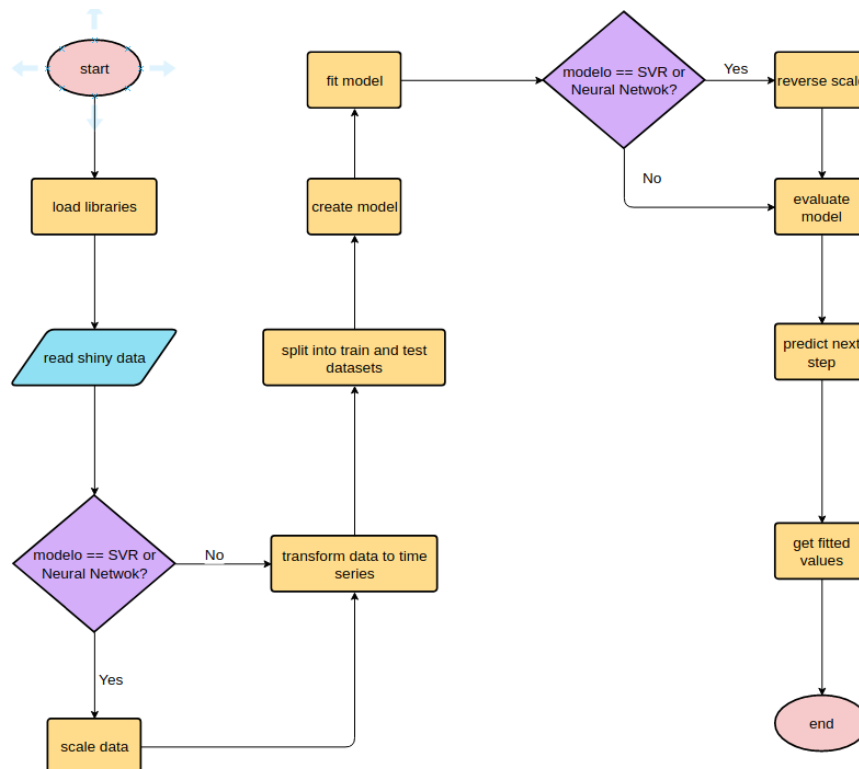 start
load libraries
read shiny data
modelo == SVR or
Neural Netwok?
No
Yes
scale data
transform data to time
series
split into train and test
datasets
create model
fit model
modelo == SVR or
Neural Netwok?
Yes
No
reverse scale
evaluate
model
predict next
step
get fitted
values
end